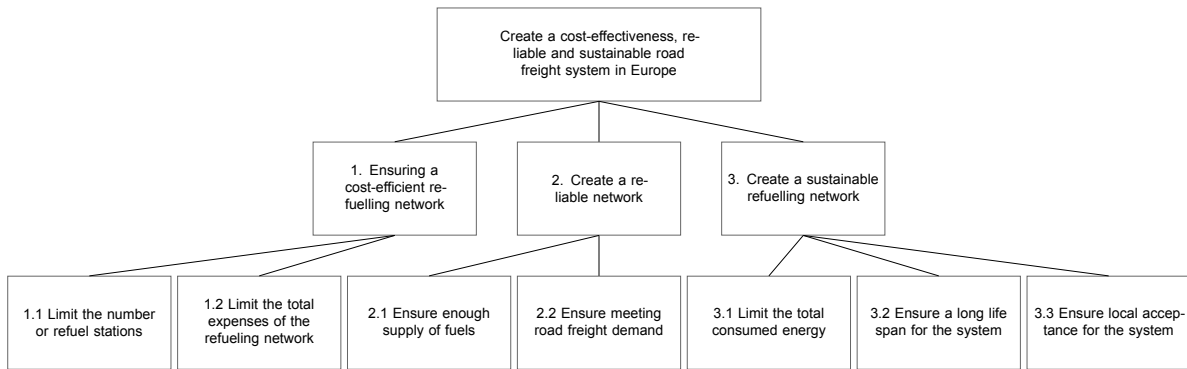 Create a cost-effectiveness, re-
liable and sustainable road
freight system in Europe
1. Ensuring a
cost-efficient re-
fuelling network
2. Create a re-
liable network
3. Create a sustainable
refuelling network
1.1 Limit the number
or refuel stations
1.2 Limit the total
expenses of the
refueling network
2.1 Ensure enough
supply of fuels
2.2 Ensure meeting
road freight demand
3.1 Limit the total
consumed energy
3.2 Ensure a long life
span for the system
3.3 Ensure local accep-
tance for the system